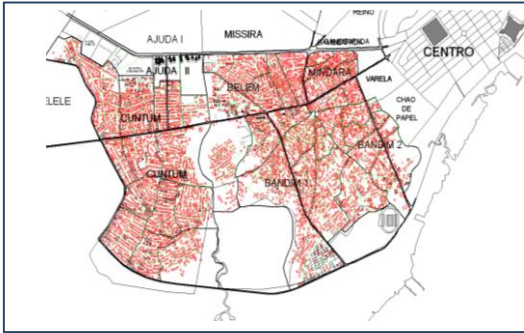 REINO
MISSIRA
AJUDA I
CENTRO
AJUDA II
MINDARA
VARELA
BELEM
CHAO
DE
PAPEL
CUNTUM
BANDIM 2
CUNTUM
BANDIM 1